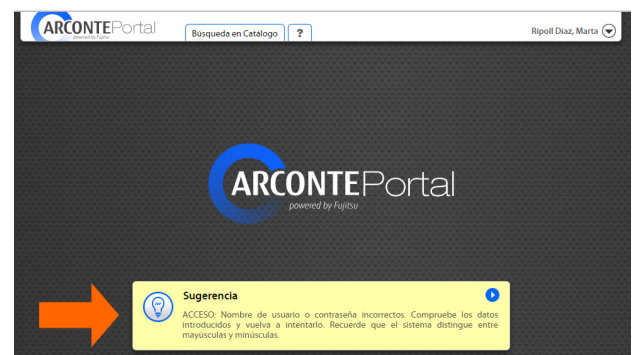 ARCONTEPortal
powered by Fujitsu
Búsqueda en Catálogo
?
Ripoll Diaz, Marta
ARCONTEPortal
powered by Fujitsu
Sugerencia
ACCESO: Nombre de usuario o contraseña incorrectos. Compruebe los datos
introducidos y vuelva a intentarlo. Recuerde que el sistema distingue entre
mayúsculas y minúsculas.